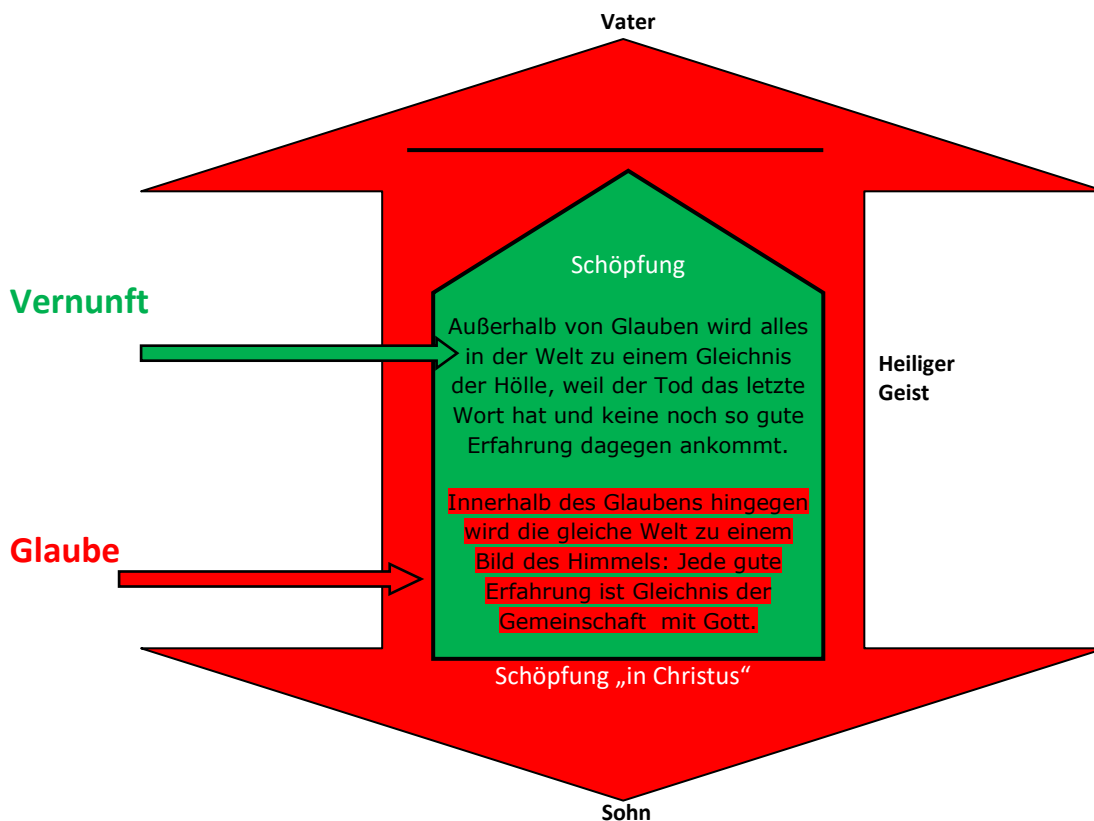 Vater
Schöpfung
Vernunft
Außerhalb von Glauben wird alles
in der Welt zu einem Gleichnis
der Hölle, weil der Tod das letzte
Wort hat und keine noch so gute
Erfahrung dagegen ankommt.
Heiliger
Geist
Innerhalb des Glaubens hingegen
wird die gleiche Welt zu einem
Bild des Himmels: Jede gute
Erfahrung ist Gleichnis der
Gemeinschaft mit Gott.
Glaube
Schöpfung „in Christus“
Sohn